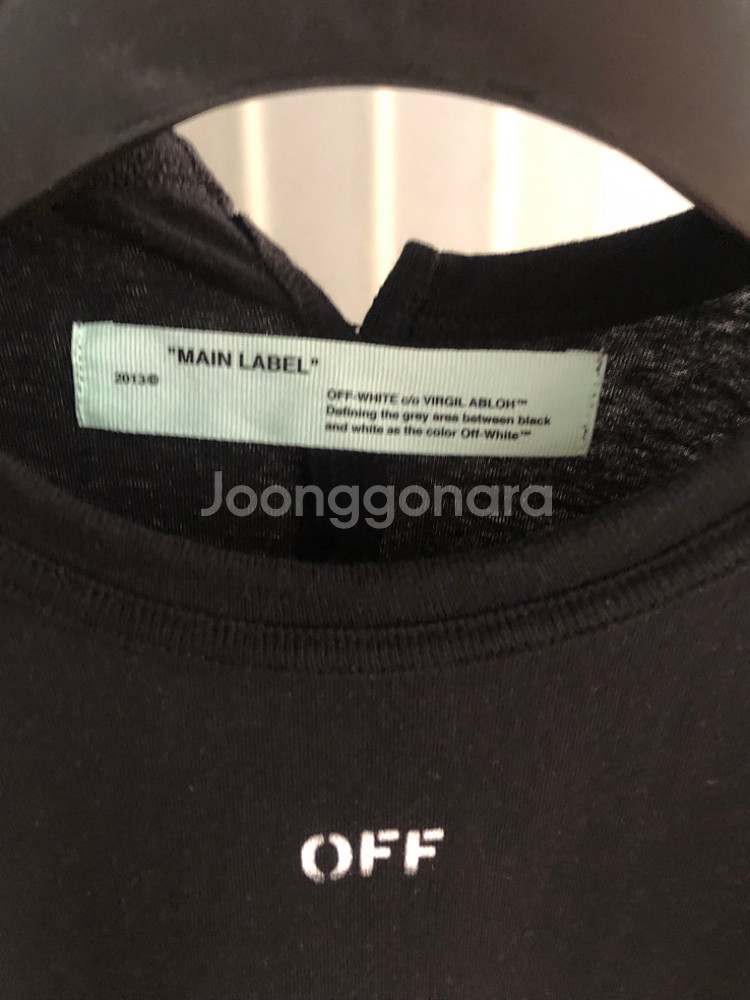 "MAIN LABEL"
2013©
OFF-WHITE c/o VIRGIL ABLOH™
Defining the grey area between black
and white as the color Off-White™
Joonggonara
OFF